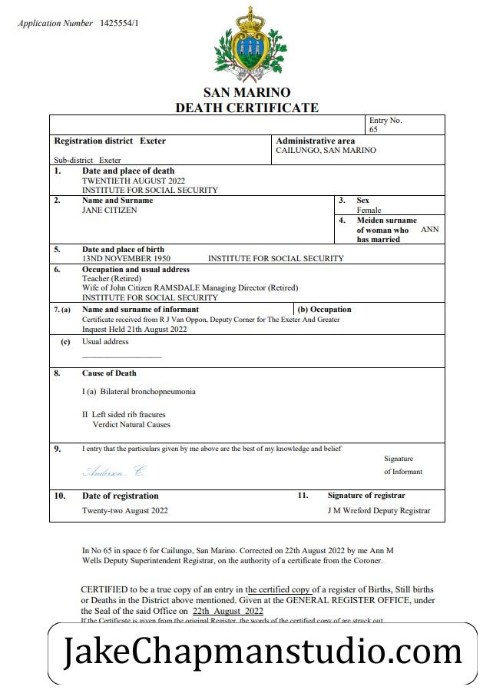 Application Number 1425554/1
SAN MARINO
DEATH CERTIFICATE
Entry No.
65
Registration district Exeter
Administrative area
CAILUNGO, SAN MARINO
Sub-district Exeter
1. Date and place of death
TWENTIETH AUGUST 2022
INSTITUTE FOR SOCIAL SECURITY
2. Name and Surname
JANE CITIZEN
3. Sex
Female
4. Meiden surname
of woman who
has married
ANN
5. Date and place of birth
13ND NOVEMBER 1950 INSTITUTE FOR SOCIAL SECURITY
6. Occupation and usual address
Teacher (Retired)
Wife of John Citizen RAMSDALE Managing Director (Retired)
INSTITUTE FOR SOCIAL SECURITY
7. (a) Name and surname of informant
(b) Occupation
Certificate received from R J Van Oppon, Deputy Corner for The Exeter And Greater
Inquest Held 21th August 2022
(c) Usual address
8. Cause of Death
I (a) Bilateral bronchopneumonia
II Left sided rib fracures
Verdict Natural Causes
9. I entry that the particulars given by me above are the best of my knowledge and belief
Signature
of Informant
Anderson C.
10. Date of registration
11. Signature of registrar
Twenty-two August 2022
J M Wreford Deputy Registrar
In No 65 in space 6 for Cailungo, San Marino. Corrected on 22th August 2022 by me Ann M
Wells Deputy Superintendent Registrar, on the authority of a certificate from the Coroner.
CERTIFIED to be a true copy of an entry in the certified copy of a register of Births, Still births
or Deaths in the District above mentioned. Given at the GENERAL REGISTER OFFICE, under
the Seal of the said Office on 22th August 2022
If the Certificate is given from the original Register, the words of the certified copy of are struck out
JakeChapmanstudio.com